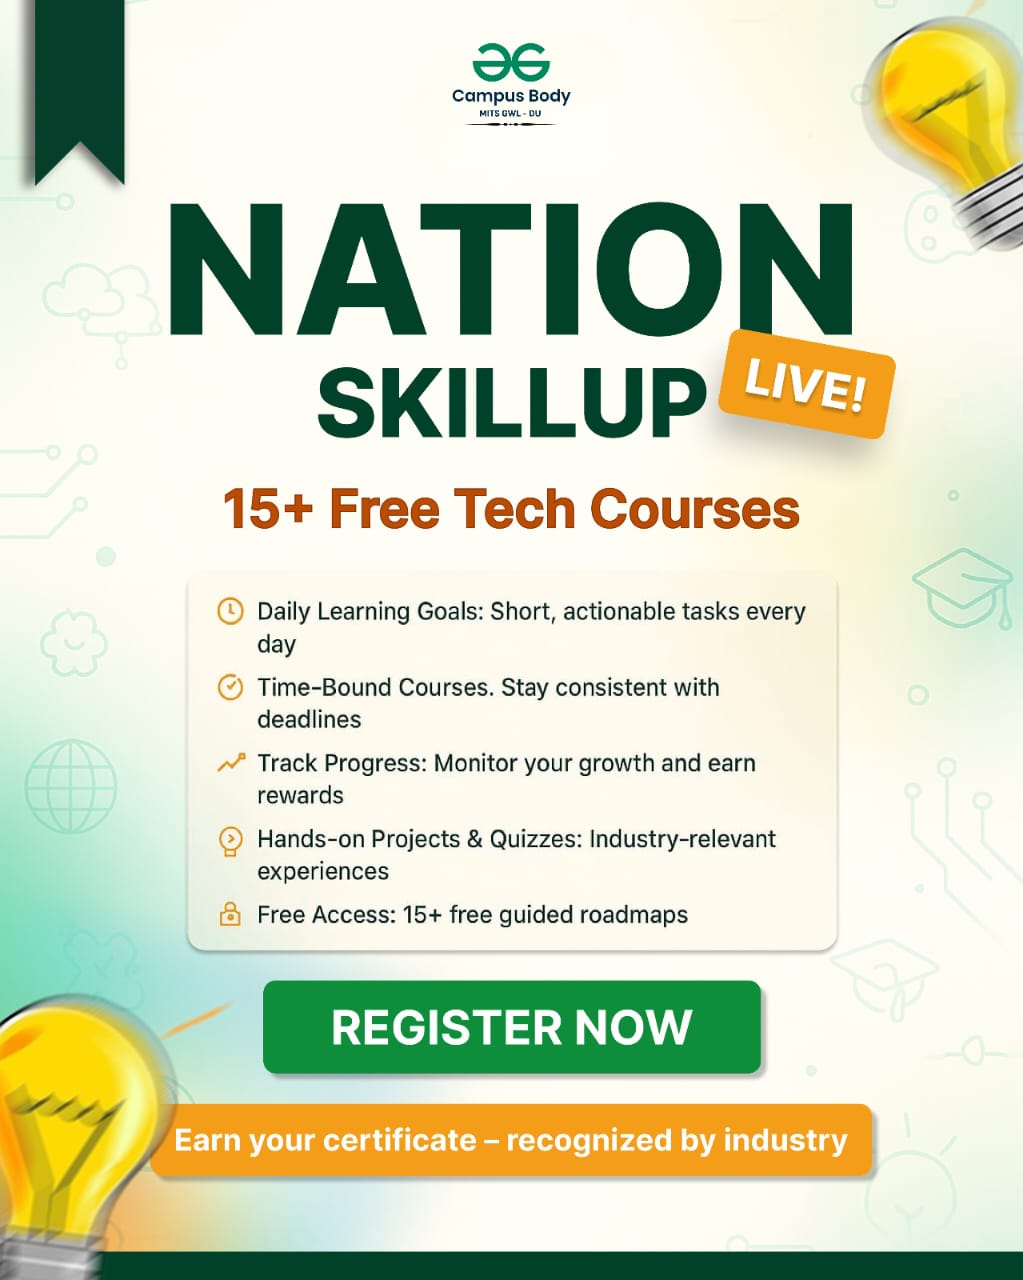 Campus Body
MITS GWL - DU
NATION
SKILLUP
LIVE!
15+ Free Tech Courses
Daily Learning Goals: Short, actionable tasks every
day
Time-Bound Courses. Stay consistent with
deadlines
Track Progress: Monitor your growth and earn
rewards
Hands-on Projects & Quizzes: Industry-relevant
experiences
Free Access: 15+ free guided roadmaps
REGISTER NOW
Earn your certificate – recognized by industry